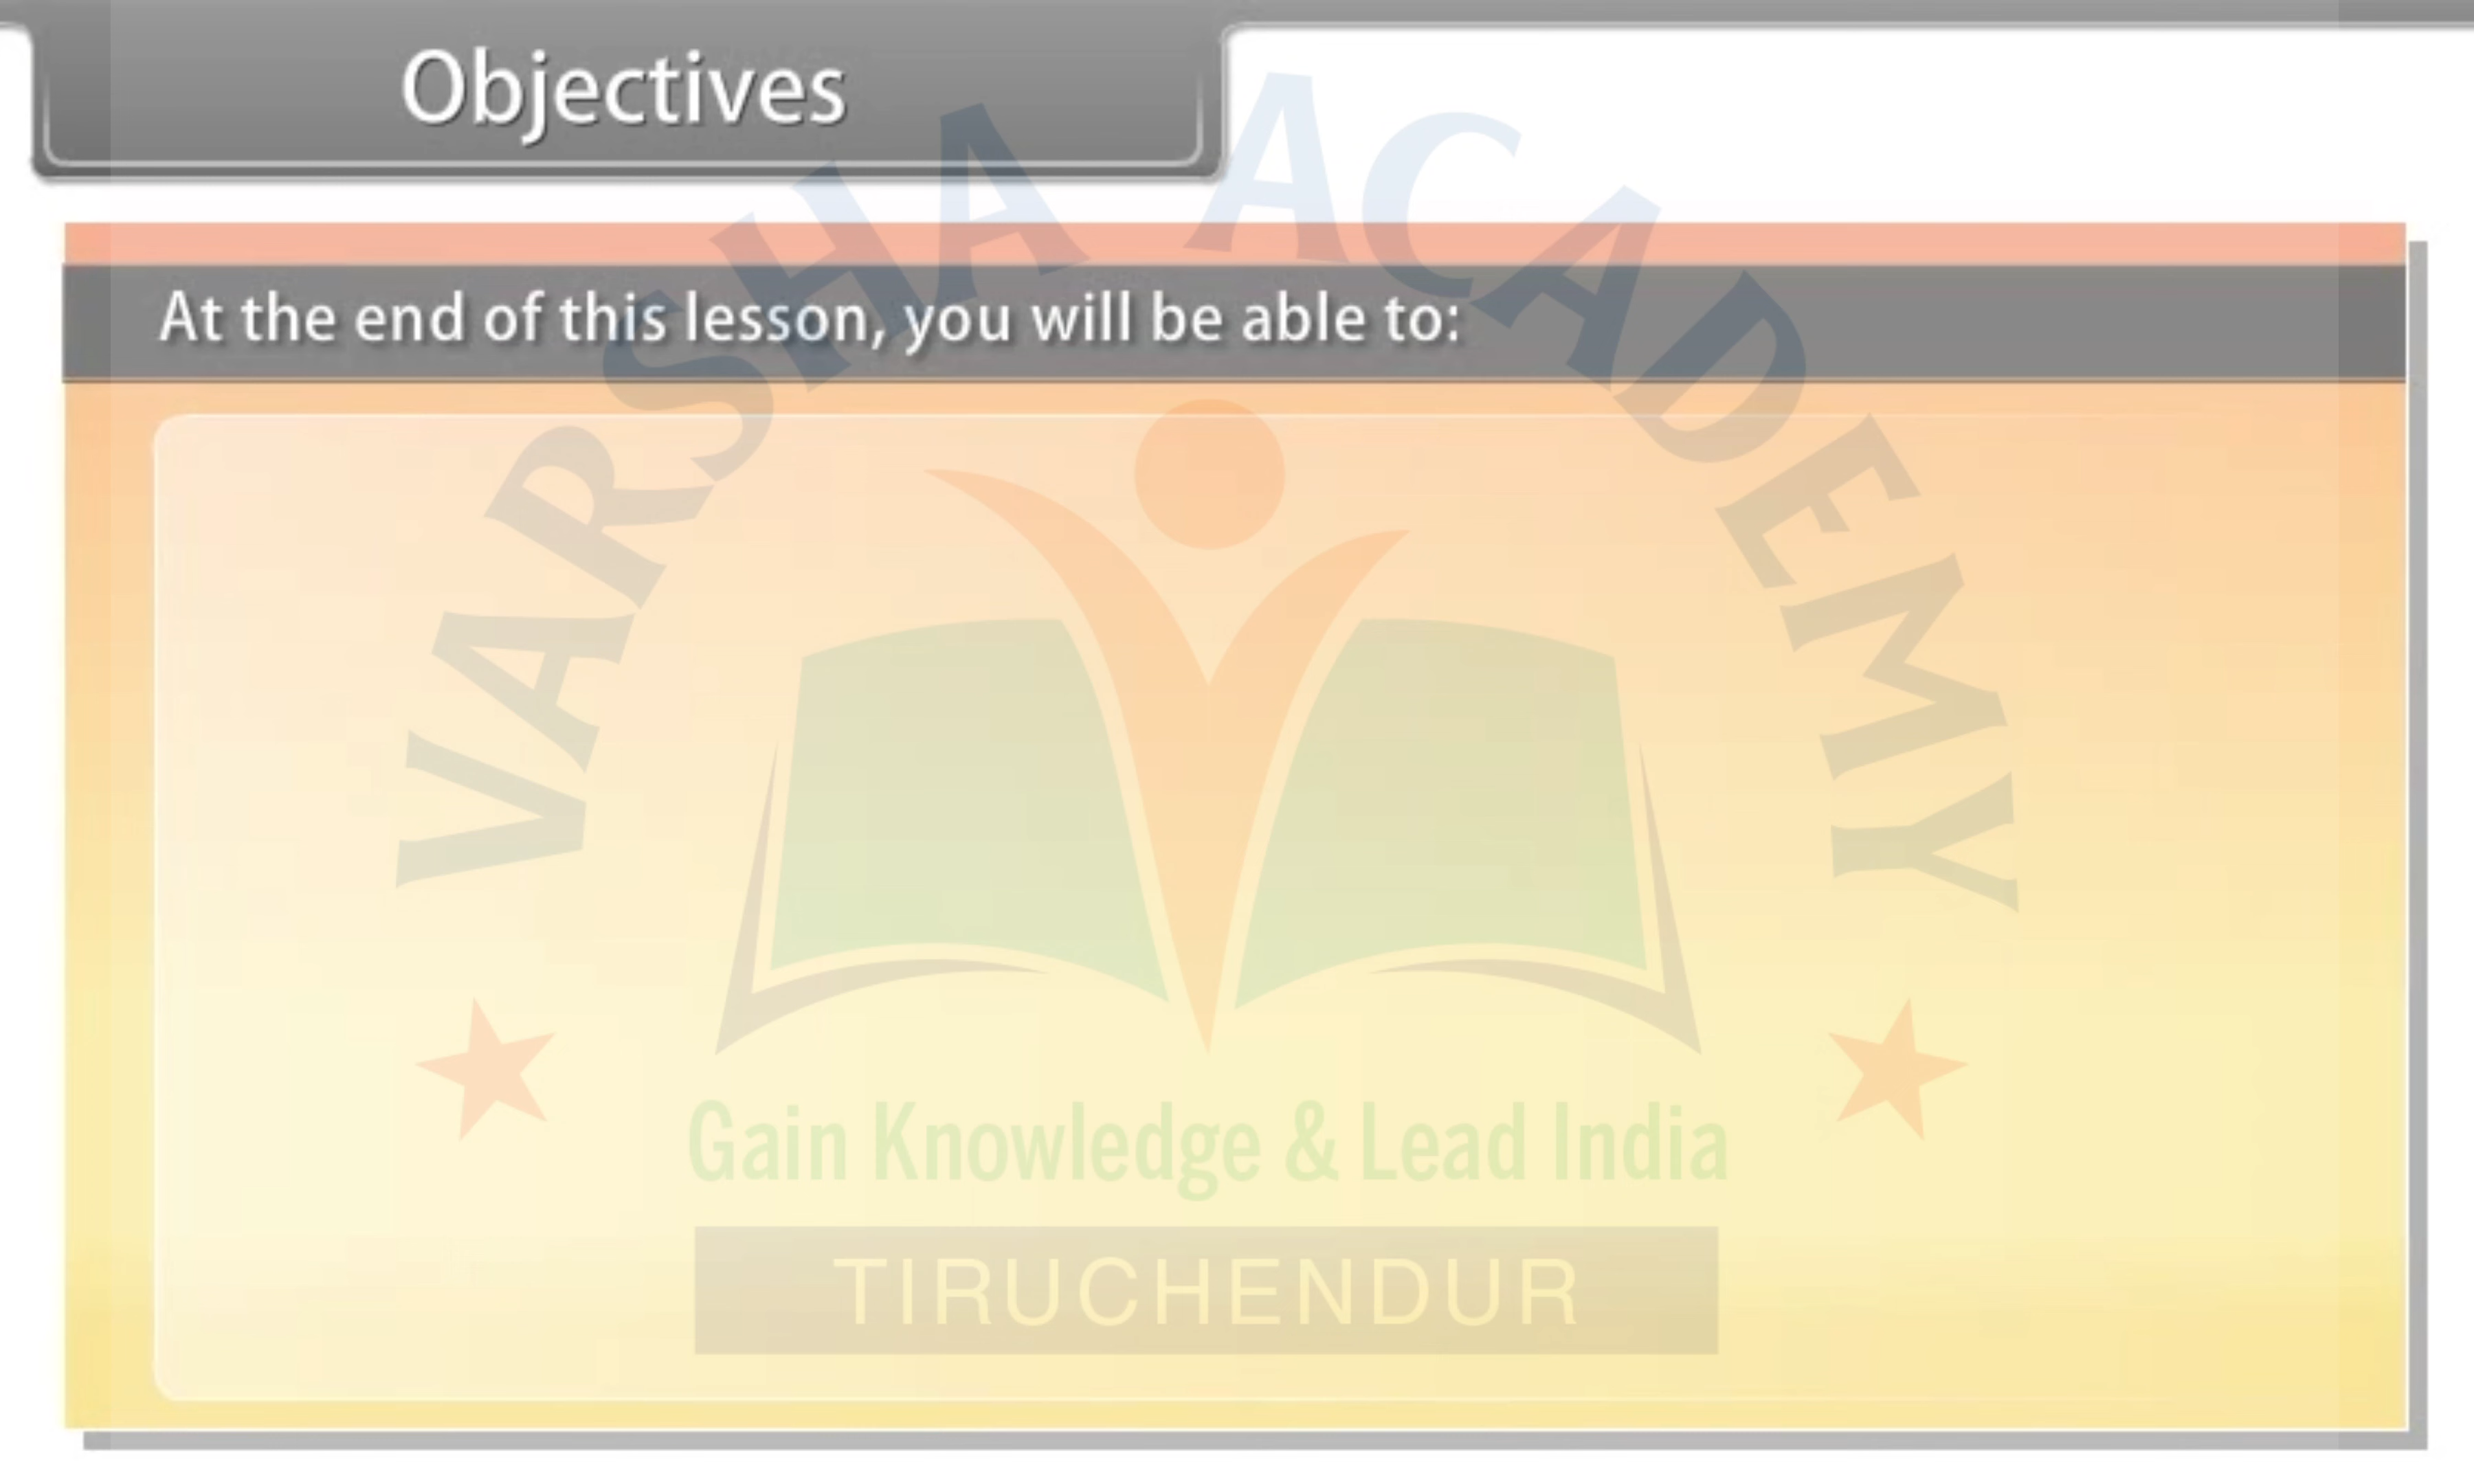 Objectives
VARSHA ACADEMY
At the end of this lesson, you will be able to:
Gain Knowledge & Lead India
TIRUCHENDUR